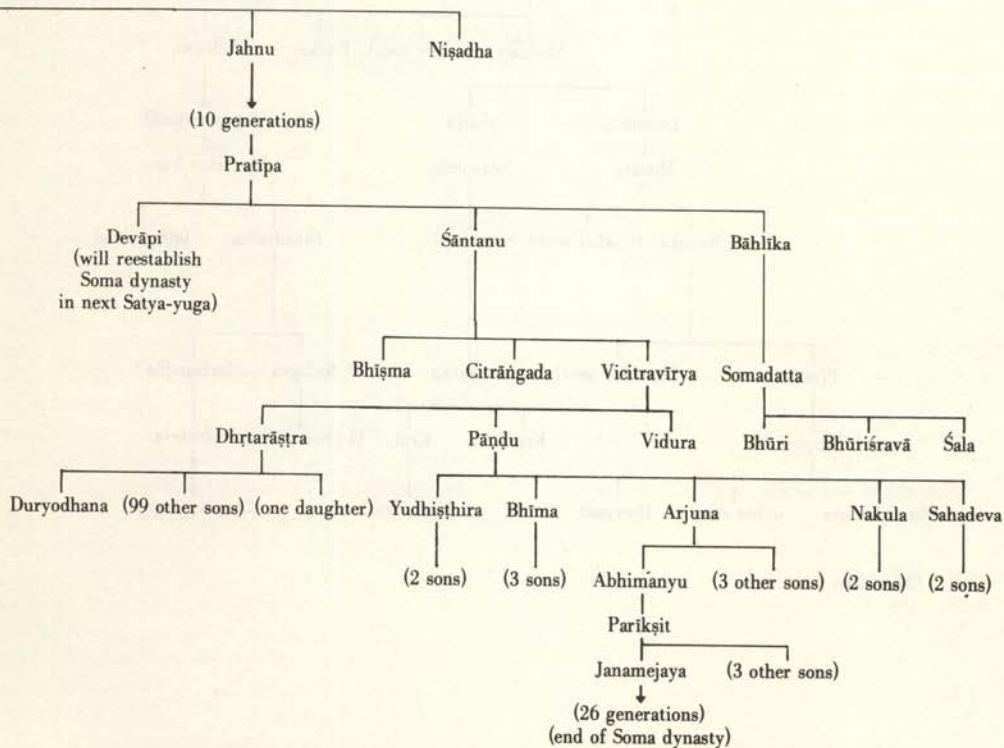 Jahnu Niṣadha
(10 generations)
Pratīpa
Devāpi Śāntanu Bāhlīka
(will reestablish
Soma dynasty
in next Satya-yuga)
Bhīṣma Citrāṅgada Vicitravīrya Somadatta
Dhṛtarāṣṭra Pāṇḍu Vidura Bhūri Bhūriśravā Śala
Duryodhana (99 other sons) (one daughter) Yudhiṣṭhira Bhīma Arjuna Nakula Sahadeva
(2 sons) (3 sons) Abhimanyu (3 other sons) (2 sons) (2 sons)
Parīkṣit
Janamejaya (3 other sons)
(26 generations)
(end of Soma dynasty)